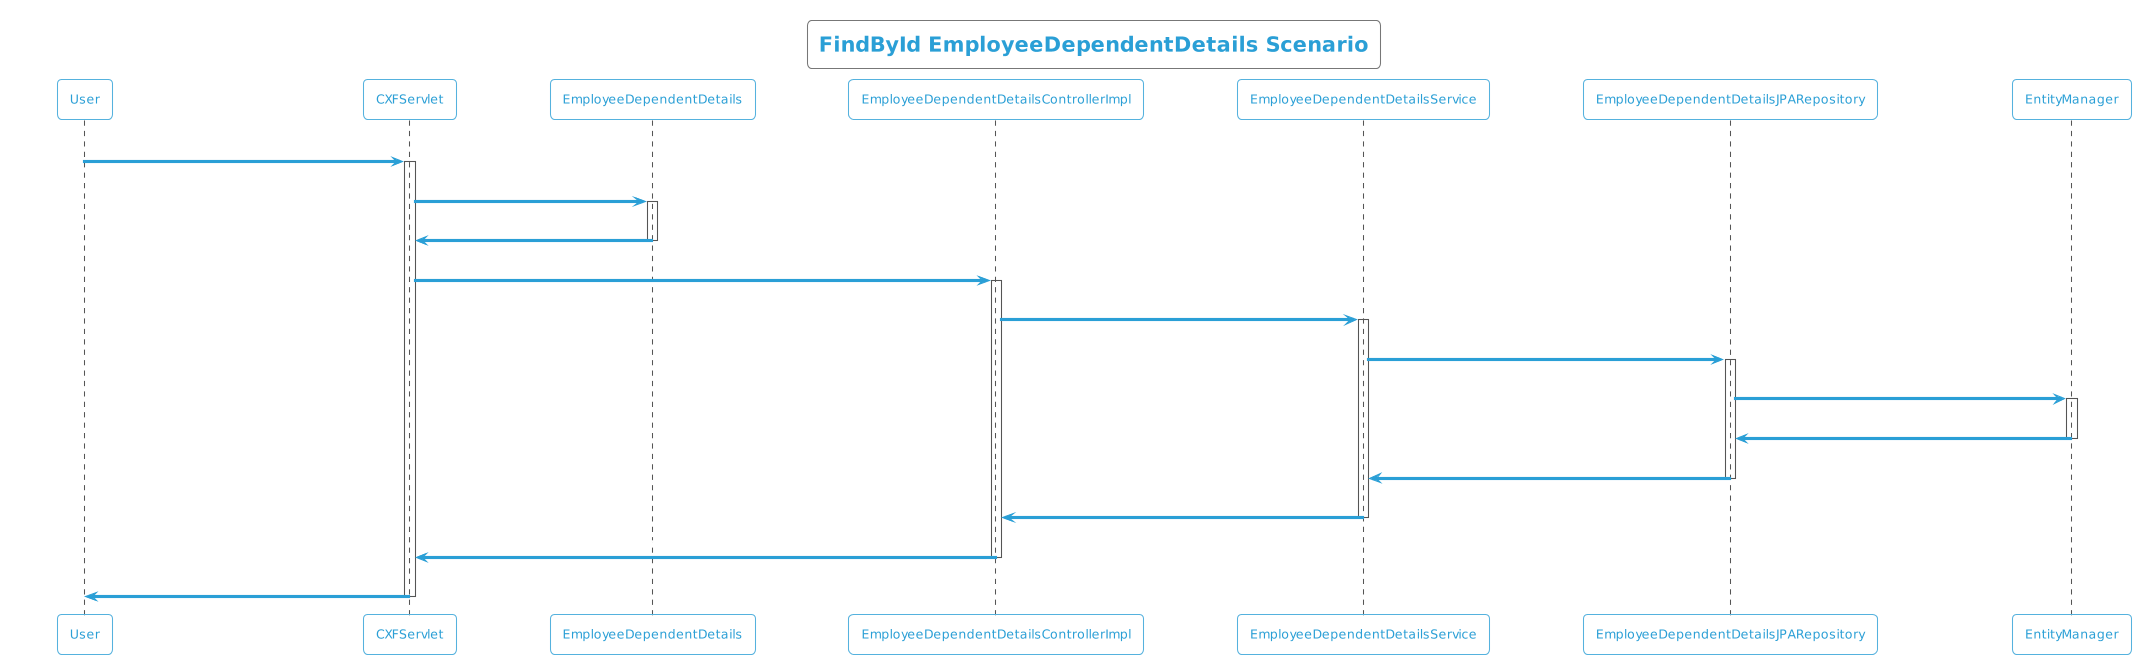 FindById EmployeeDependentDetails Scenario
User
CXFServlet
EmployeeDependentDetails
EmployeeDependentDetailsControllerImpl
EmployeeDependentDetailsService
EmployeeDependentDetailsJPARepository
EntityManager
User
CXFServlet
EmployeeDependentDetails
EmployeeDependentDetailsControllerImpl
EmployeeDependentDetailsService
EmployeeDependentDetailsJPARepository
EntityManager